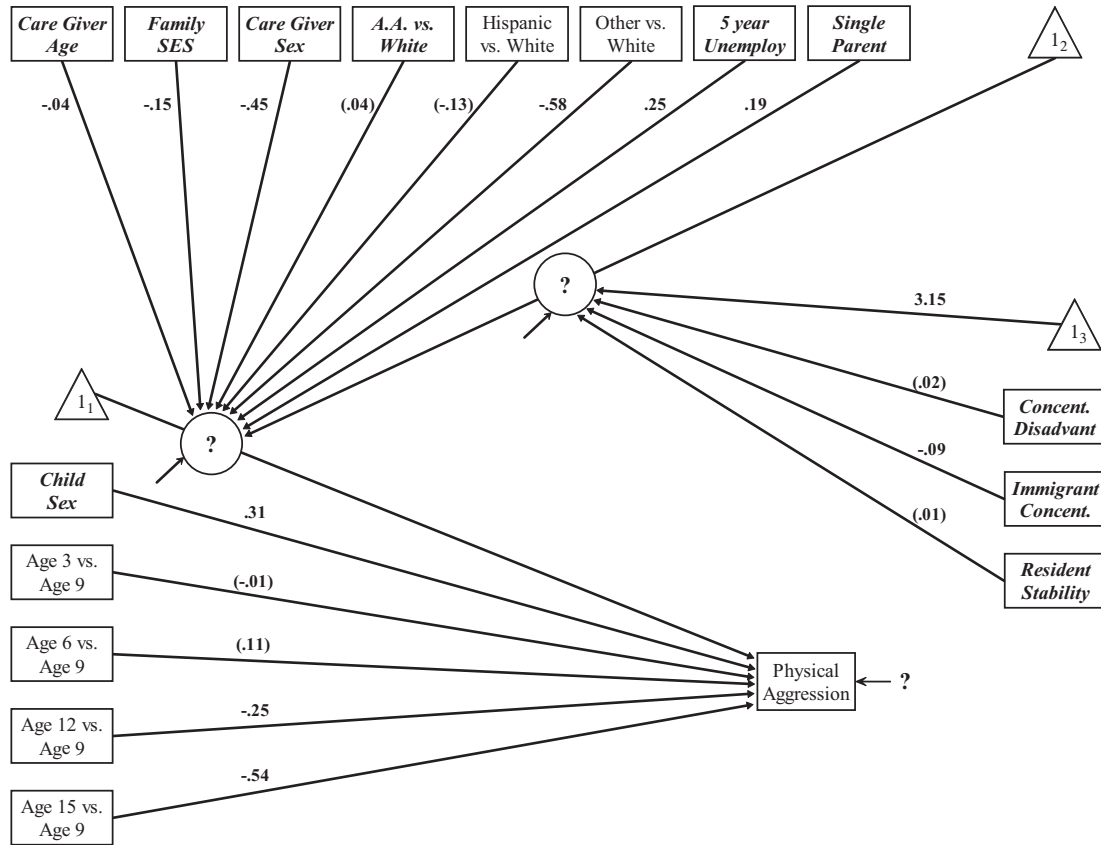 Care Giver
Age
Family
SES
Care Giver
Sex
A.A. vs.
White
Hispanic
vs. White
Other vs.
White
5 year
Unemploy
Single
Parent
1₂
-.04
-.15
-.45
(.04)
(-.13)
-.58
.25
.19
?
3.15
1₃
(.02)
Concent.
Disadvant
1₁
?
-.09
Immigrant
Concent.
(.01)
Resident
Stability
Child
Sex
.31
Age 3 vs.
Age 9
(-.01)
Age 6 vs.
Age 9
(.11)
Physical
Aggression
?
Age 12 vs.
Age 9
-.25
Age 15 vs.
Age 9
-.54